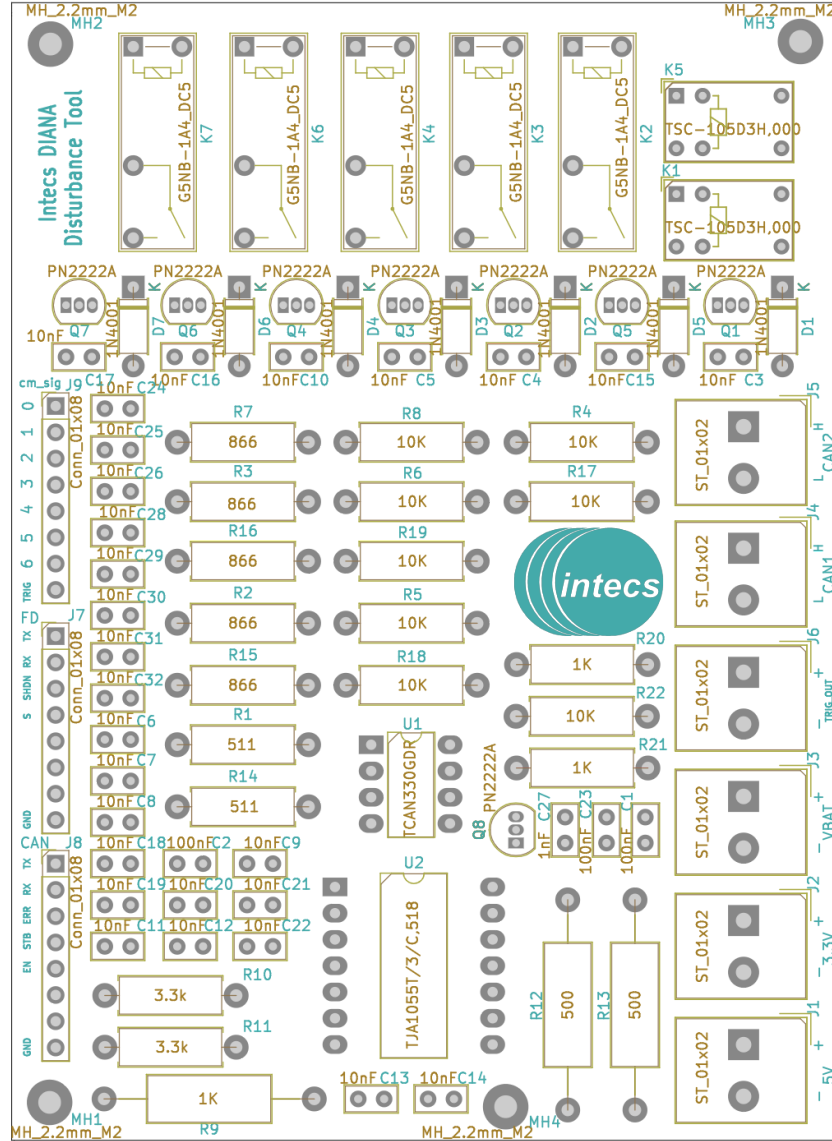 MH_2.2mm_M2
MH2
MH_2.2mm_M2
MH3
Intecs DIANA
Disturbance Tool
G5NB-1A4_DC5
K7
G5NB-1A4_DC5
K6
G5NB-1A4_DC5
K4
G5NB-1A4_DC5
K3
G5NB-1A4_DC5
K2
K5
TSC-105D3H,000
K1
TSC-105D3H,000
PN2222A
K
PN2222A
K
PN2222A
K
PN2222A
K
PN2222A
K
PN2222A
K
PN2222A
K
Q7
1N4001
D7
Q6
1N4001
D6
Q4
1N4001
D4
Q3
1N4001
D3
Q2
1N4001
D2
Q5
1N4001
D5
Q1
1N4001
D1
10nF
C17
10nF
C16
10nF
C10
10nF
C5
10nF
C4
10nF
C15
10nF
C3
cm_sig
J9
0
1
2
3
4
5
6
TRIG
Conn_01x08
10nF
C24
10nF
C25
10nF
C26
10nF
C28
10nF
C29
10nF
C30
10nF
C31
10nF
C32
10nF
C6
10nF
C7
10nF
C8
R7
866
R8
10K
R4
10K
R3
866
R6
10K
R17
10K
R16
866
R19
10K
R2
866
R5
10K
R15
866
R18
10K
R1
511
R14
511
intecs
R20
1K
R22
10K
R21
1K
J5
ST_01x02
H
L
CAN2
J4
ST_01x02
H
L
CAN1
J6
ST_01x02
+
-
TRIG_OUT
J3
ST_01x02
+
-
VBAT
J2
ST_01x02
+
-
3.3V
J1
ST_01x02
+
-
5V
FD
J7
TX
RX
SHDN
S
GND
Conn_01x08
U1
TCAN330GDR
PN2222A
Q8
1nF
C27
100nF
C23
100nF
C1
CAN
J8
TX
RX
ERR
STB
EN
GND
Conn_01x08
10nF
C18
100nF
C2
10nF
C9
10nF
C19
10nF
C20
10nF
C21
10nF
C11
10nF
C12
10nF
C22
U2
TJA1055T/3/C,518
R10
3.3k
R11
3.3k
R12
500
R13
500
1K
R9
10nF
C13
10nF
C14
MH1
MH_2.2mm_M2
MH4
MH_2.2mm_M2